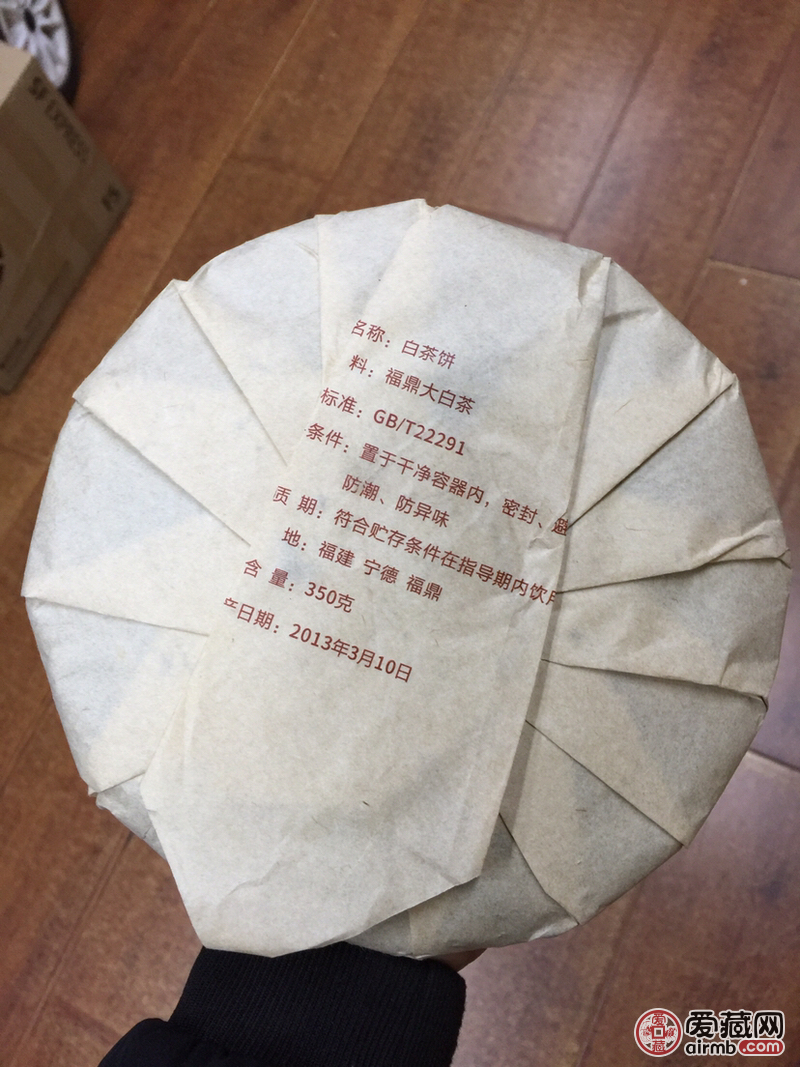 SF EXPRESS
名称：白茶饼
料：福鼎大白茶
标准：GB/T22291
条件：置于干净容器内，密封、避
防潮、防异味
质 期：符合贮存条件在指导期内饮用
地：福建 宁德 福鼎
含 量：350克
产日期：2013年3月10日
爱藏网
airmb.com